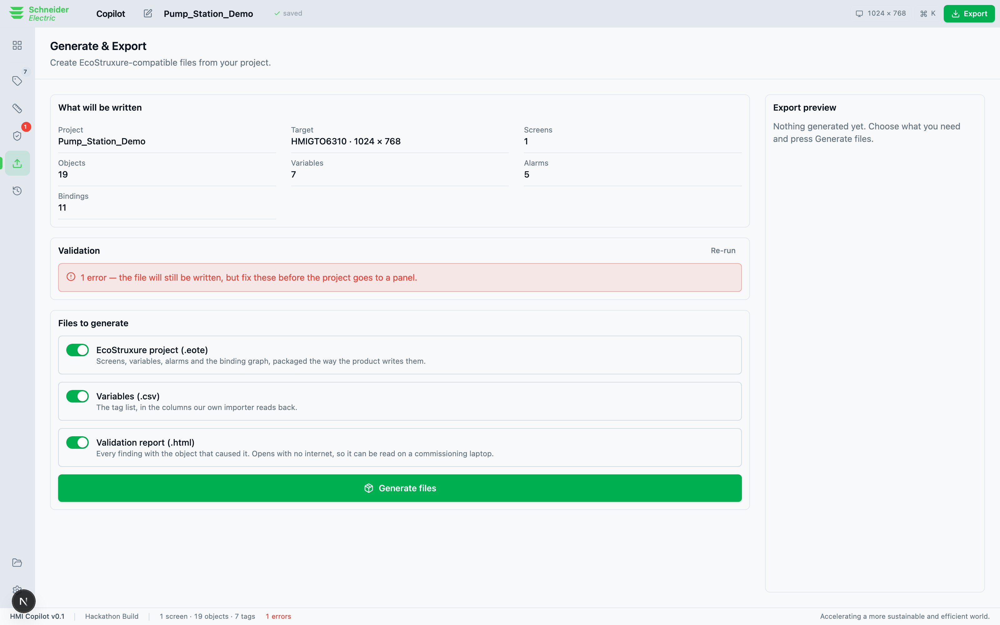 Schneider
Electric
Copilot
Pump_Station_Demo
saved
1024 × 768
⌘ K
Export
Generate & Export
Create EcoStruxure-compatible files from your project.
7
1
What will be written
Project
Pump_Station_Demo
Target
HMIGTO6310 · 1024 × 768
Screens
1
Objects
19
Variables
7
Alarms
5
Bindings
11
Validation
Re-run
1 error — the file will still be written, but fix these before the project goes to a panel.
Files to generate
EcoStruxure project (.eote)
Screens, variables, alarms and the binding graph, packaged the way the product writes them.
Variables (.csv)
The tag list, in the columns our own importer reads back.
Validation report (.html)
Every finding with the object that caused it. Opens with no internet, so it can be read on a commissioning laptop.
Generate files
Export preview
Nothing generated yet. Choose what you need
and press Generate files.
N
HMI Copilot v0.1
Hackathon Build
1 screen · 19 objects · 7 tags
1 errors
Accelerating a more sustainable and efficient world.